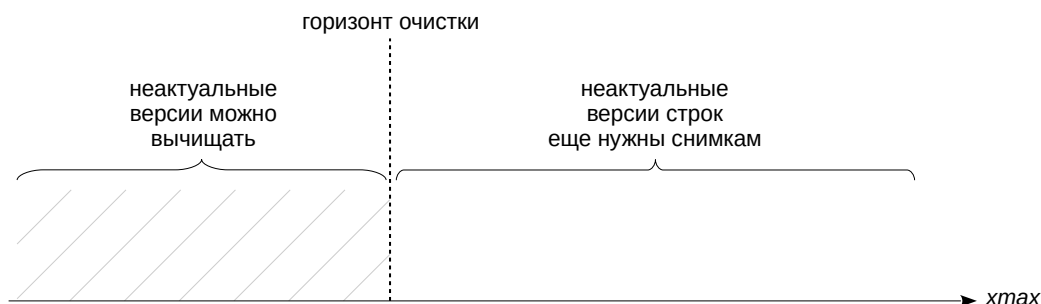 горизонт очистки
неактуальные
версии можно
вычищать
неактуальные
версии строк
еще нужны снимкам
xmax